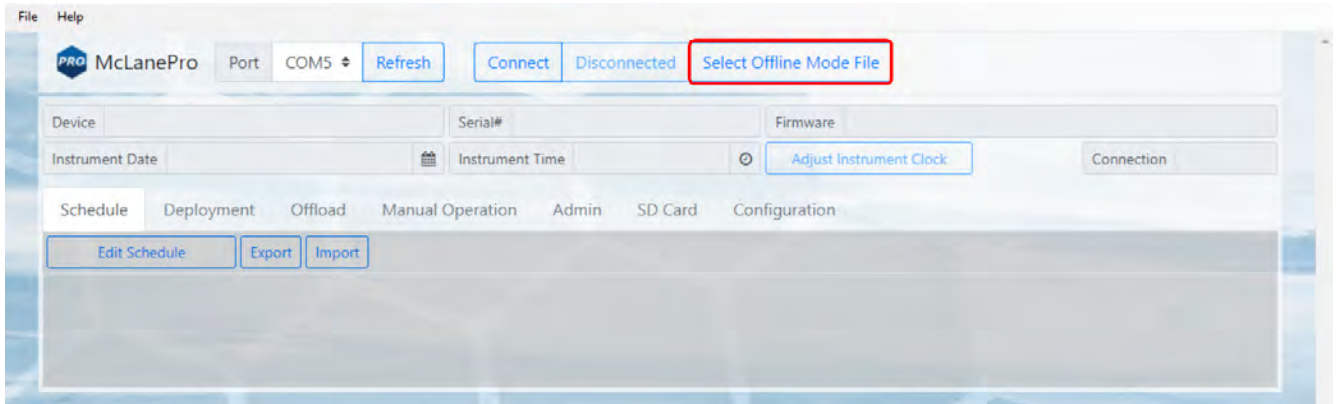 File Help
PRO McLanePro Port COM5 Refresh Connect Disconnected Select Offline Mode File
Device Serial# Firmware
Instrument Date Instrument Time Adjust Instrument Clock Connection
Schedule Deployment Offload Manual Operation Admin SD Card Configuration
Edit Schedule Export Import